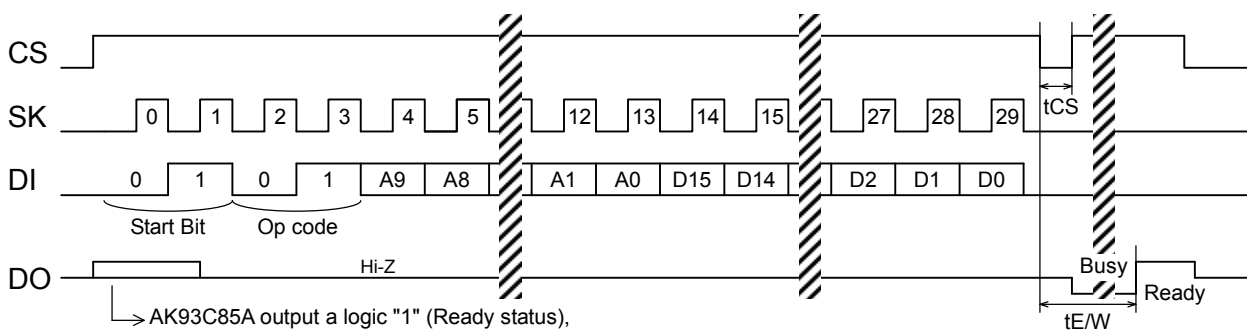 CS
tCS
SK 0 1 2 3 4 5 12 13 14 15 27 28 29
DI 0 1 0 1 A9 A8 A1 A0 D15 D14 D2 D1 D0
Start Bit Op code
DO Hi-Z Busy Ready
AK93C85A output a logic "1" (Ready status),
tE/W